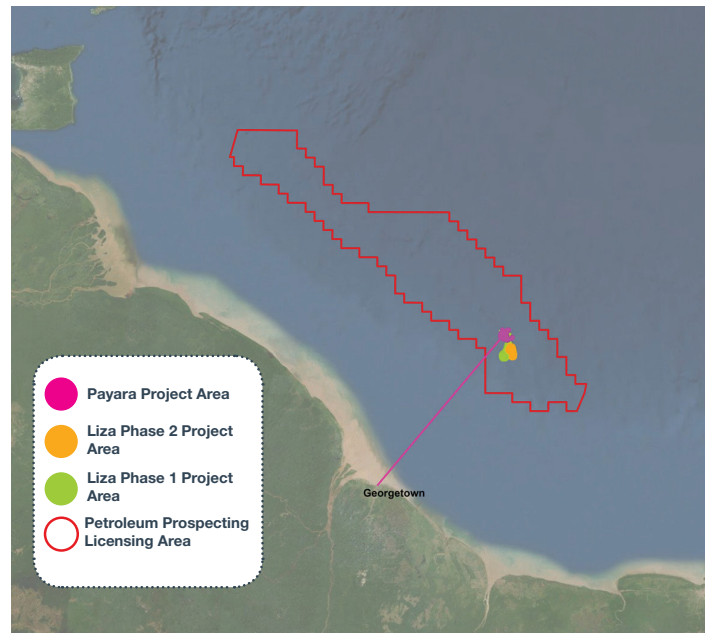 Payara Project Area
Liza Phase 2 Project
Area
Liza Phase 1 Project
Area
Petroleum Prospecting
Licensing Area
Georgetown